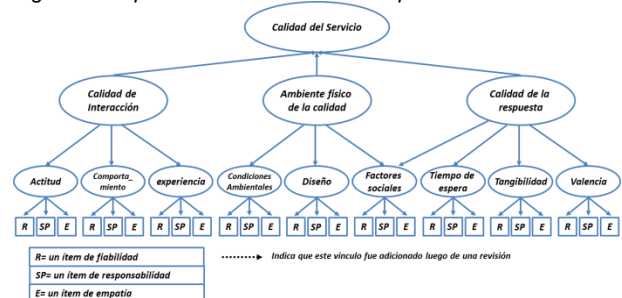 Calidad del Servicio
Calidad de
Interacción
Ambiente físico
de la calidad
Calidad de la
respuesta
Actitud
Comporta_
miento
experiencia
Condiciones
Ambientales
Diseño
Factores
sociales
Tiempo de
espera
Tangibilidad
Valencia
R SP E R SP E R SP E R SP E R SP E R SP E R SP E R SP E R SP E
R= un ítem de fiabilidad
Indica que este vinculo fue adicionado luego de una revisión
SP= un ítem de responsabilidad
E= un ítem de empatía